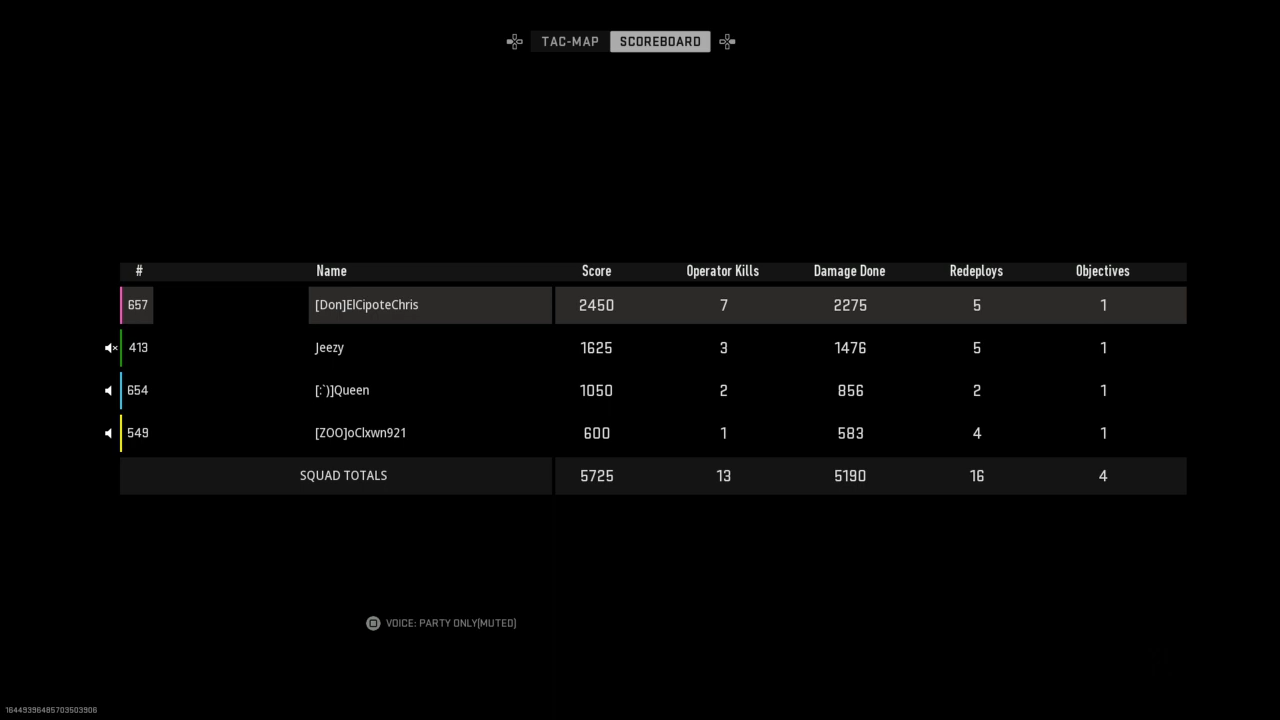 TAC-MAP SCOREBOARD
# Name Score Operator Kills Damage Done Redeploys Objectives
657 [Don]ElCipoteChris 2450 7 2275 5 1
413 Jeezy 1625 3 1476 5 1
654 [:`)]Queen 1050 2 856 2 1
549 [ZOO]oClxwn921 600 1 583 4 1
SQUAD TOTALS 5725 13 5190 16 4
VOICE: PARTY ONLY(MUTED)
16449396485703503906